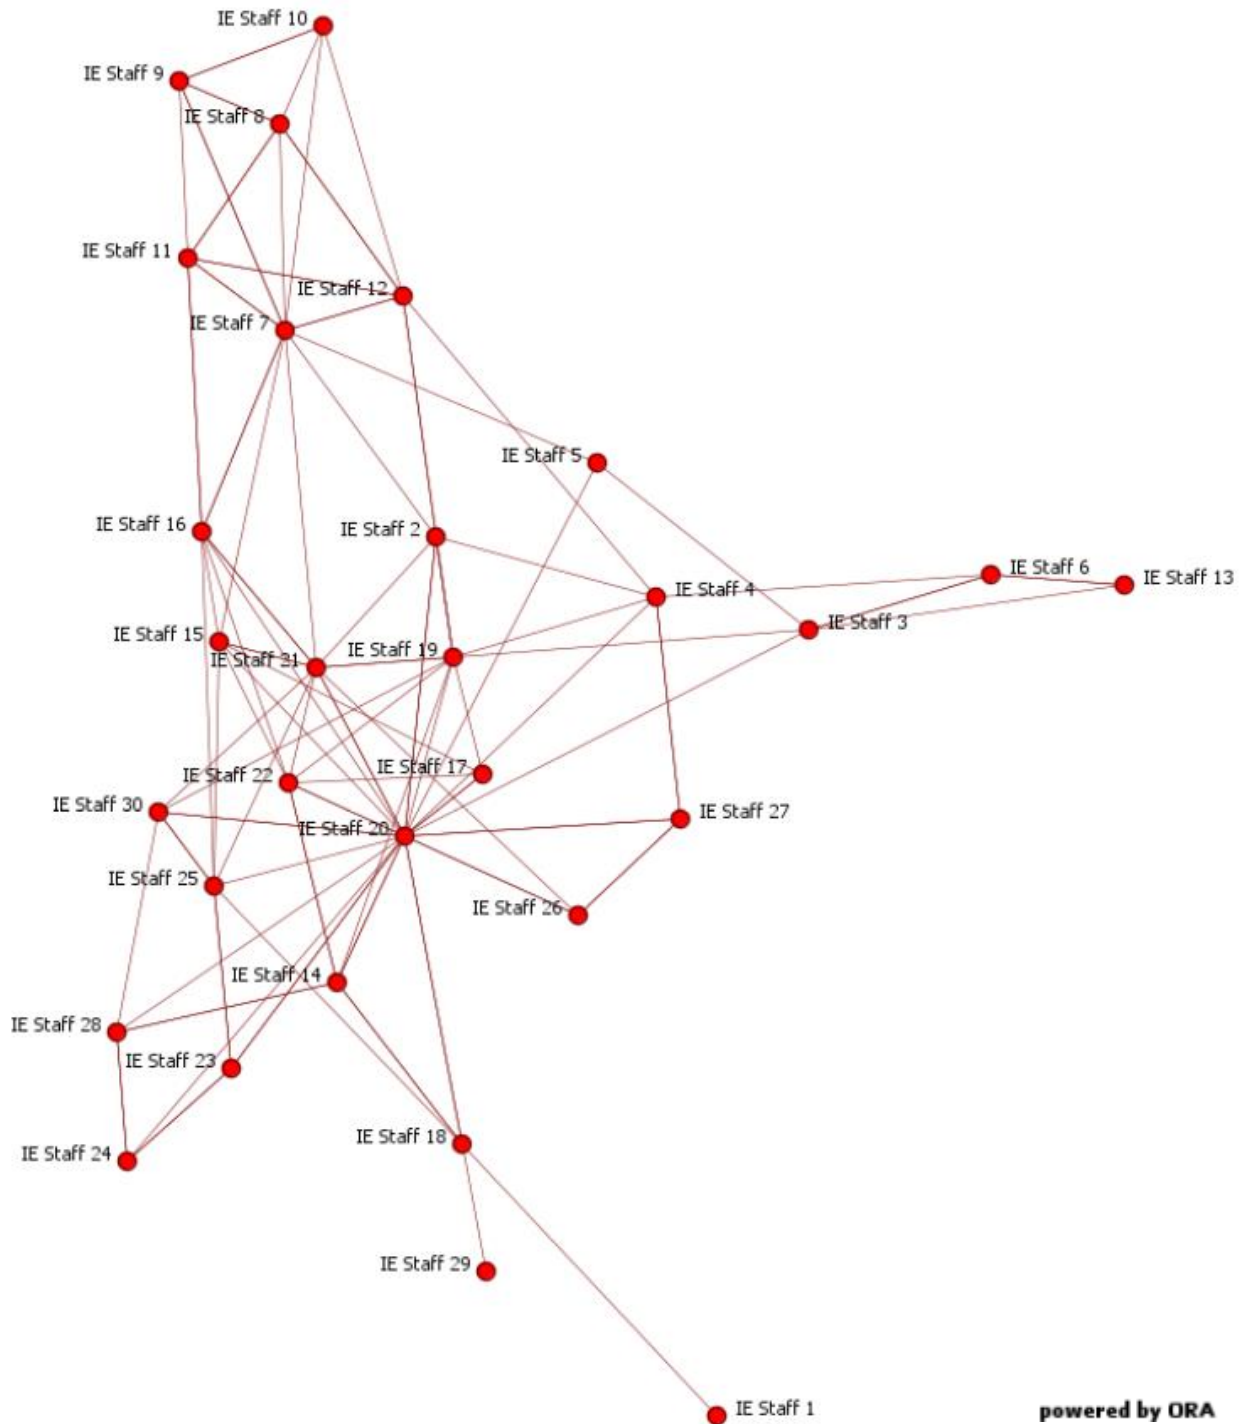 IE Staff 10
IE Staff 9
IE Staff 8
IE Staff 11
IE Staff 12
IE Staff 7
IE Staff 5
IE Staff 16
IE Staff 2
IE Staff 6
IE Staff 13
IE Staff 4
IE Staff 3
IE Staff 15
IE Staff 21
IE Staff 19
IE Staff 22
IE Staff 17
IE Staff 30
IE Staff 20
IE Staff 27
IE Staff 25
IE Staff 26
IE Staff 14
IE Staff 28
IE Staff 23
IE Staff 24
IE Staff 18
IE Staff 29
IE Staff 1
powered by ORA